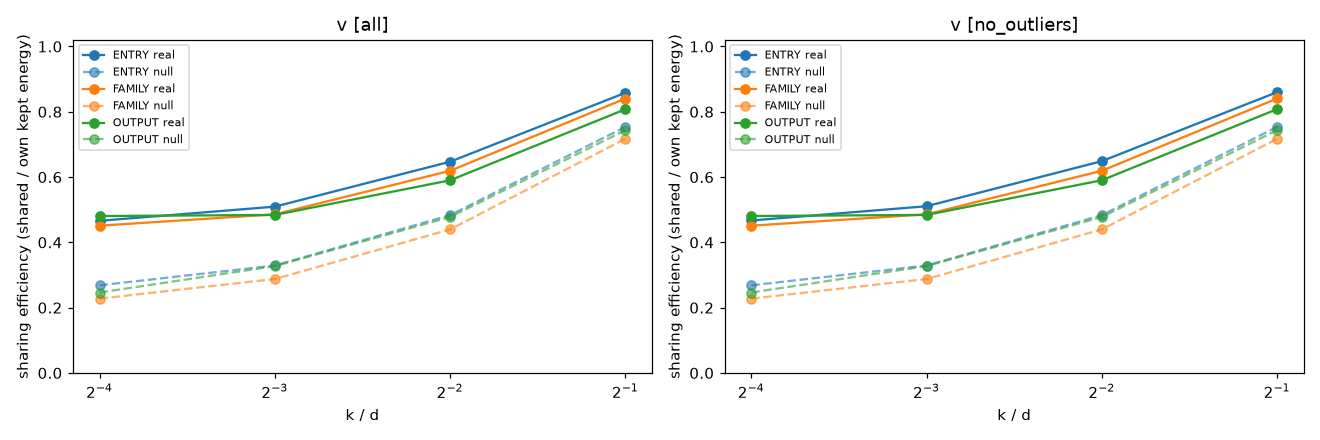 v [all]
sharing efficiency (shared / own kept energy)
1.0
0.8
0.6
0.4
0.2
0.0
ENTRY real
ENTRY null
FAMILY real
FAMILY null
OUTPUT real
OUTPUT null
2⁻⁴
2⁻³
2⁻²
2⁻¹
k / d
v [no_outliers]
sharing efficiency (shared / own kept energy)
1.0
0.8
0.6
0.4
0.2
0.0
ENTRY real
ENTRY null
FAMILY real
FAMILY null
OUTPUT real
OUTPUT null
2⁻⁴
2⁻³
2⁻²
2⁻¹
k / d